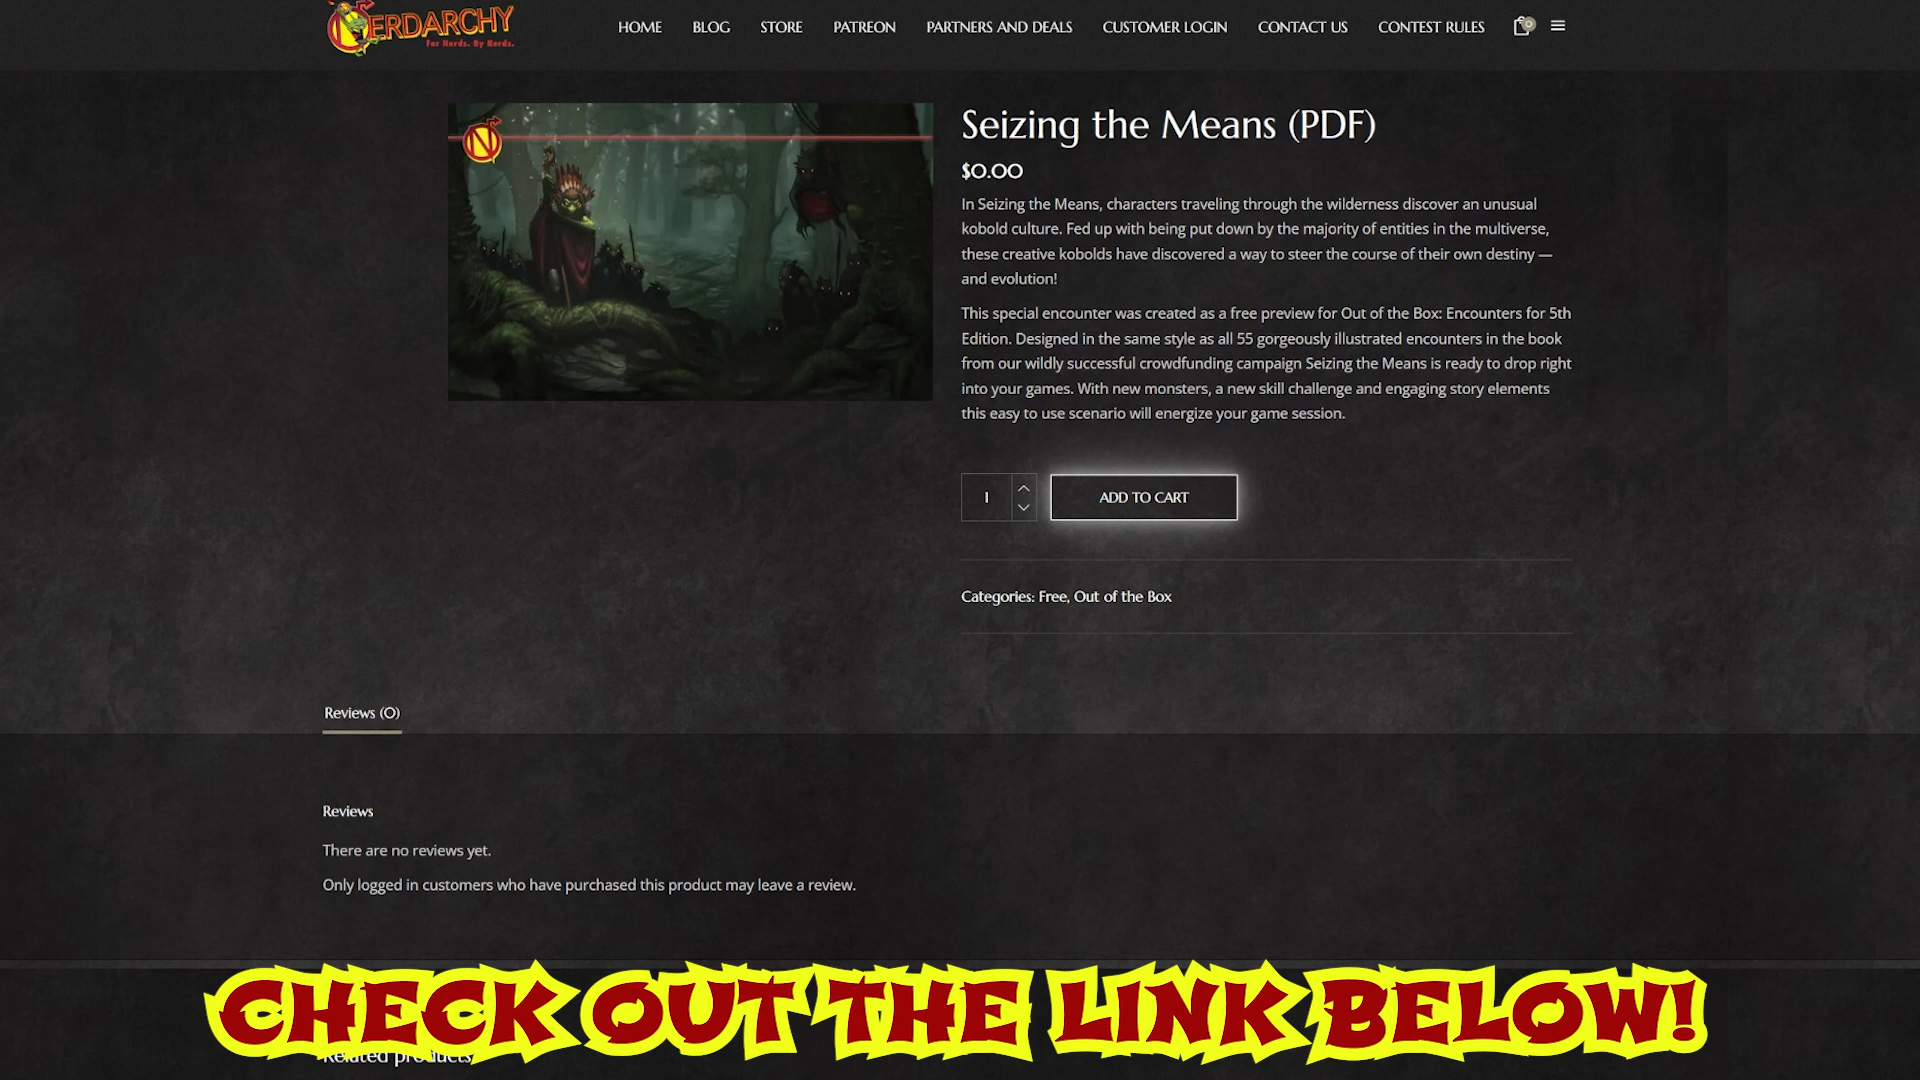 NERDARCHY
For Nerds. By Nerds.
HOME BLOG STORE PATREON PARTNERS AND DEALS CUSTOMER LOGIN CONTACT US CONTEST RULES 0
N
Seizing the Means (PDF)
$0.00
In Seizing the Means, characters traveling through the wilderness discover an unusual
kobold culture. Fed up with being put down by the majority of entities in the multiverse,
these creative kobolds have discovered a way to steer the course of their own destiny —
and evolution!
This special encounter was created as a free preview for Out of the Box: Encounters for 5th
Edition. Designed in the same style as all 55 gorgeously illustrated encounters in the book
from our wildly successful crowdfunding campaign Seizing the Means is ready to drop right
into your games. With new monsters, a new skill challenge and engaging story elements
this easy to use scenario will energize your game session.
1 ADD TO CART
Categories: Free, Out of the Box
Reviews (0)
Reviews
There are no reviews yet.
Only logged in customers who have purchased this product may leave a review.
CHECK OUT THE LINK BELOW!
Related products